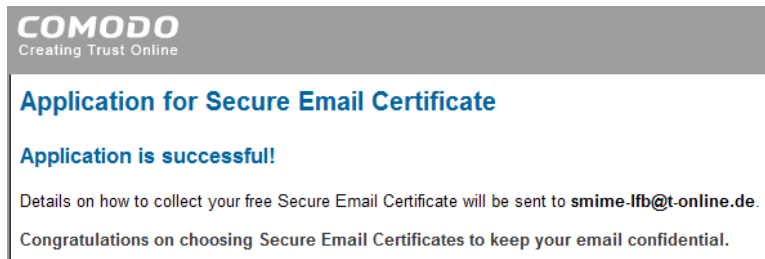 COMODO
Creating Trust Online
Application for Secure Email Certificate
Application is successful!
Details on how to collect your free Secure Email Certificate will be sent to smime-lfb@t-online.de.
Congratulations on choosing Secure Email Certificates to keep your email confidential.